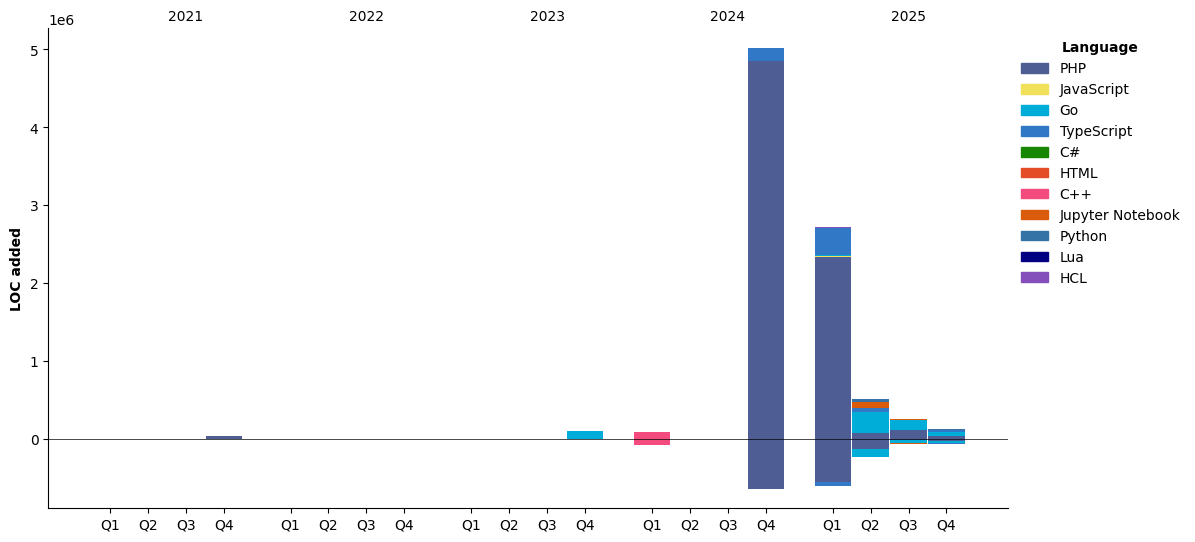 1e6
2021 2022 2023 2024 2025
5
4
3
2
1
0
LOC added
Q1 Q2 Q3 Q4 Q1 Q2 Q3 Q4 Q1 Q2 Q3 Q4 Q1 Q2 Q3 Q4 Q1 Q2 Q3 Q4
Language
PHP
JavaScript
Go
TypeScript
C#
HTML
C++
Jupyter Notebook
Python
Lua
HCL